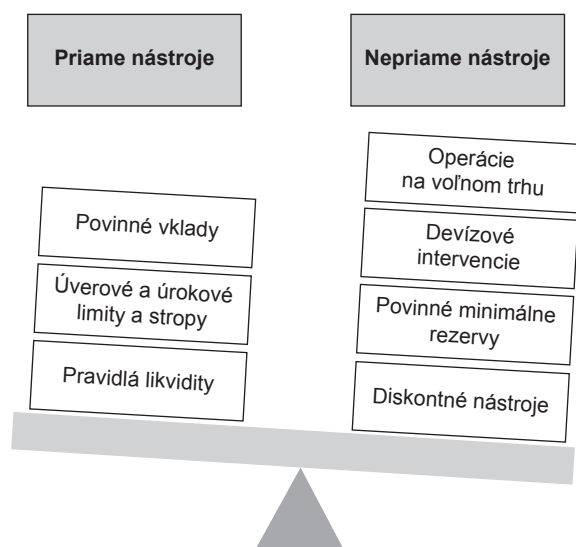 Priame nástroje
Nepriame nástroje
Povinné vklady
Úverové a úrokové
limity a stropy
Pravidlá likvidity
Operácie
na voľnom trhu
Devízové
intervencie
Povinné minimálne
rezervy
Diskontné nástroje